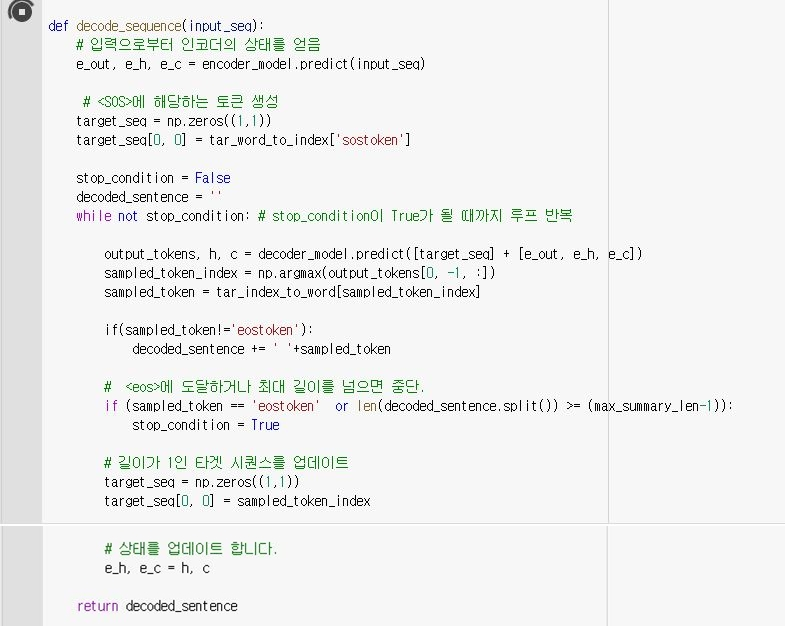 def decode_sequence(input_seq):
# 입력으로부터 인코더의 상태를 얻음
e_out, e_h, e_c = encoder_model.predict(input_seq)
# <SOS>에 해당하는 토큰 생성
target_seq = np.zeros((1,1))
target_seq[0, 0] = tar_word_to_index['sostoken']
stop_condition = False
decoded_sentence = ''
while not stop_condition: # stop_condition이 True가 될 때까지 루프 반복
output_tokens, h, c = decoder_model.predict([target_seq] + [e_out, e_h, e_c])
sampled_token_index = np.argmax(output_tokens[0, -1, :])
sampled_token = tar_index_to_word[sampled_token_index]
if(sampled_token!='eostoken'):
decoded_sentence += ' '+sampled_token
#  <eos>에 도달하거나 최대 길이를 넘으면 중단.
if (sampled_token == 'eostoken'  or len(decoded_sentence.split()) >= (max_summary_len-1)):
stop_condition = True
# 길이가 1인 타겟 시퀀스를 업데이트
target_seq = np.zeros((1,1))
target_seq[0, 0] = sampled_token_index
# 상태를 업데이트 합니다.
e_h, e_c = h, c
return decoded_sentence